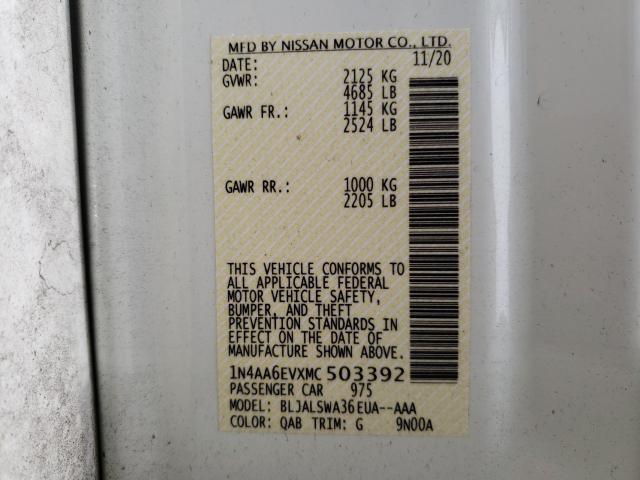 MFD BY NISSAN MOTOR CO., LTD.
DATE: 11/20
GVWR: 2125 KG
4685 LB
GAWR FR.: 1145 KG
2524 LB
GAWR RR.: 1000 KG
2205 LB
THIS VEHICLE CONFORMS TO
ALL APPLICABLE FEDERAL
MOTOR VEHICLE SAFETY,
BUMPER, AND THEFT
PREVENTION STANDARDS IN
EFFECT ON THE DATE OF
MANUFACTURE SHOWN ABOVE.
1N4AA6EVXMC503392
PASSENGER CAR 975
MODEL: BLJALSWA36EUA--AAA
COLOR: QAB TRIM: G 9N00A